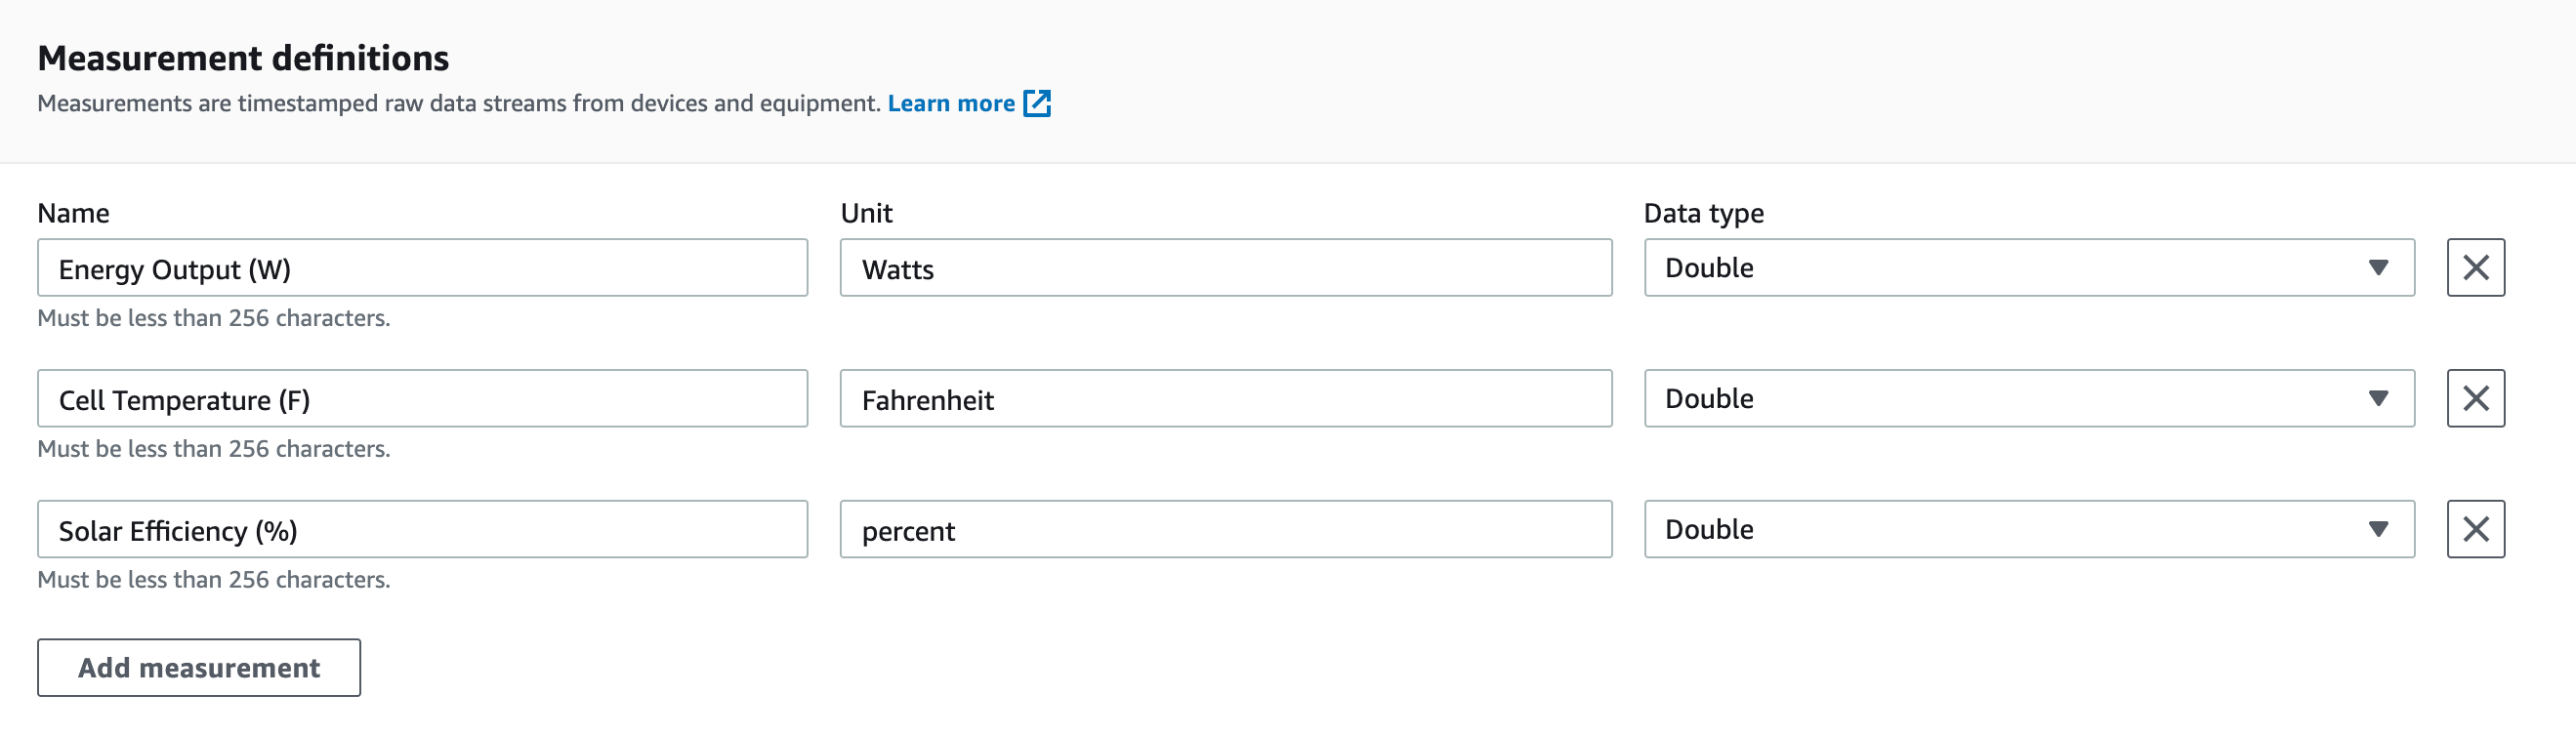 Measurement definitions
Measurements are timestamped raw data streams from devices and equipment. Learn more
Name Unit Data type
Energy Output (W) Watts Double
Must be less than 256 characters.
Cell Temperature (F) Fahrenheit Double
Must be less than 256 characters.
Solar Efficiency (%) percent Double
Must be less than 256 characters.
Add measurement